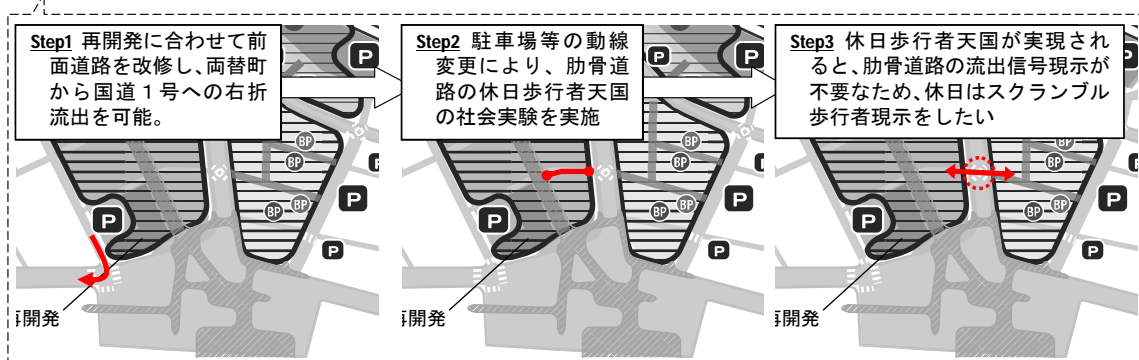 Step1 再開発に合わせて前
面道路を改修し、両替町
から国道１号への右折
流出を可能。
Step2 駐車場等の動線
変更により、肋骨道
路の休日歩行者天国
の社会実験を実施
Step3 休日歩行者天国が実現され
ると、肋骨道路の流出信号現示が
不要なため、休日はスクランブル
歩行者現示をしたい
P
P
P
P
BP
BP
BP
BP
P
P
P
再開発
P
P
BP
BP
BP
BP
P
P
P
再開発
P
BP
BP
BP
BP
P
P
P
再開発